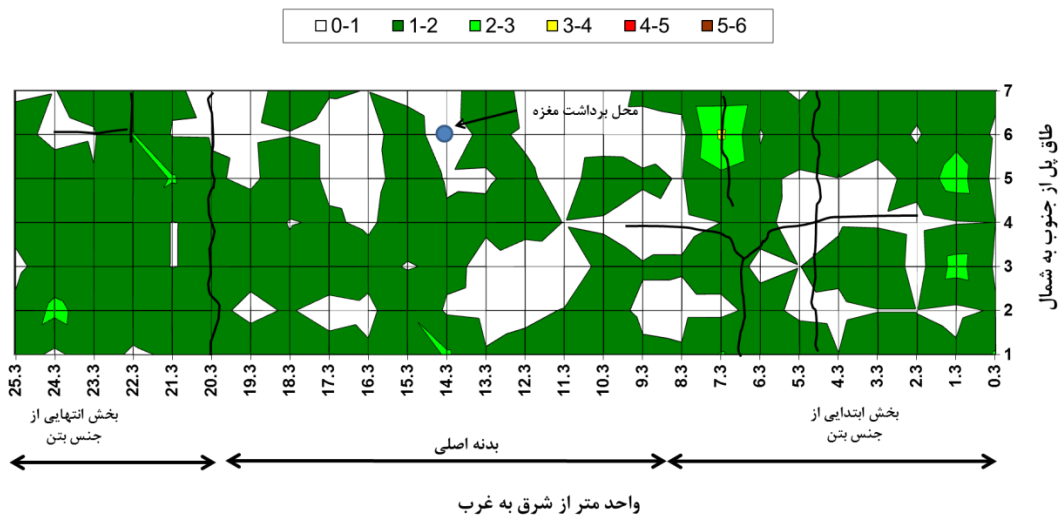 0-1 1-2 2-3 3-4 4-5 5-6
محل برداشت مغزه
7
6
5
4
3
2
1
طاق پل از جنوب به شمال
25.3 24.3 23.3 22.3 21.3 20.3 19.3 18.3 17.3 16.3 15.3 14.3 13.3 12.3 11.3 10.3 9.3 8.3 7.3 6.3 5.3 4.3 3.3 2.3 1.3 0.3
بخش ابتدایی از
جنس بتن
بدنه اصلی
بخش انتهایی از
جنس بتن
واحد متر از شرق به غرب